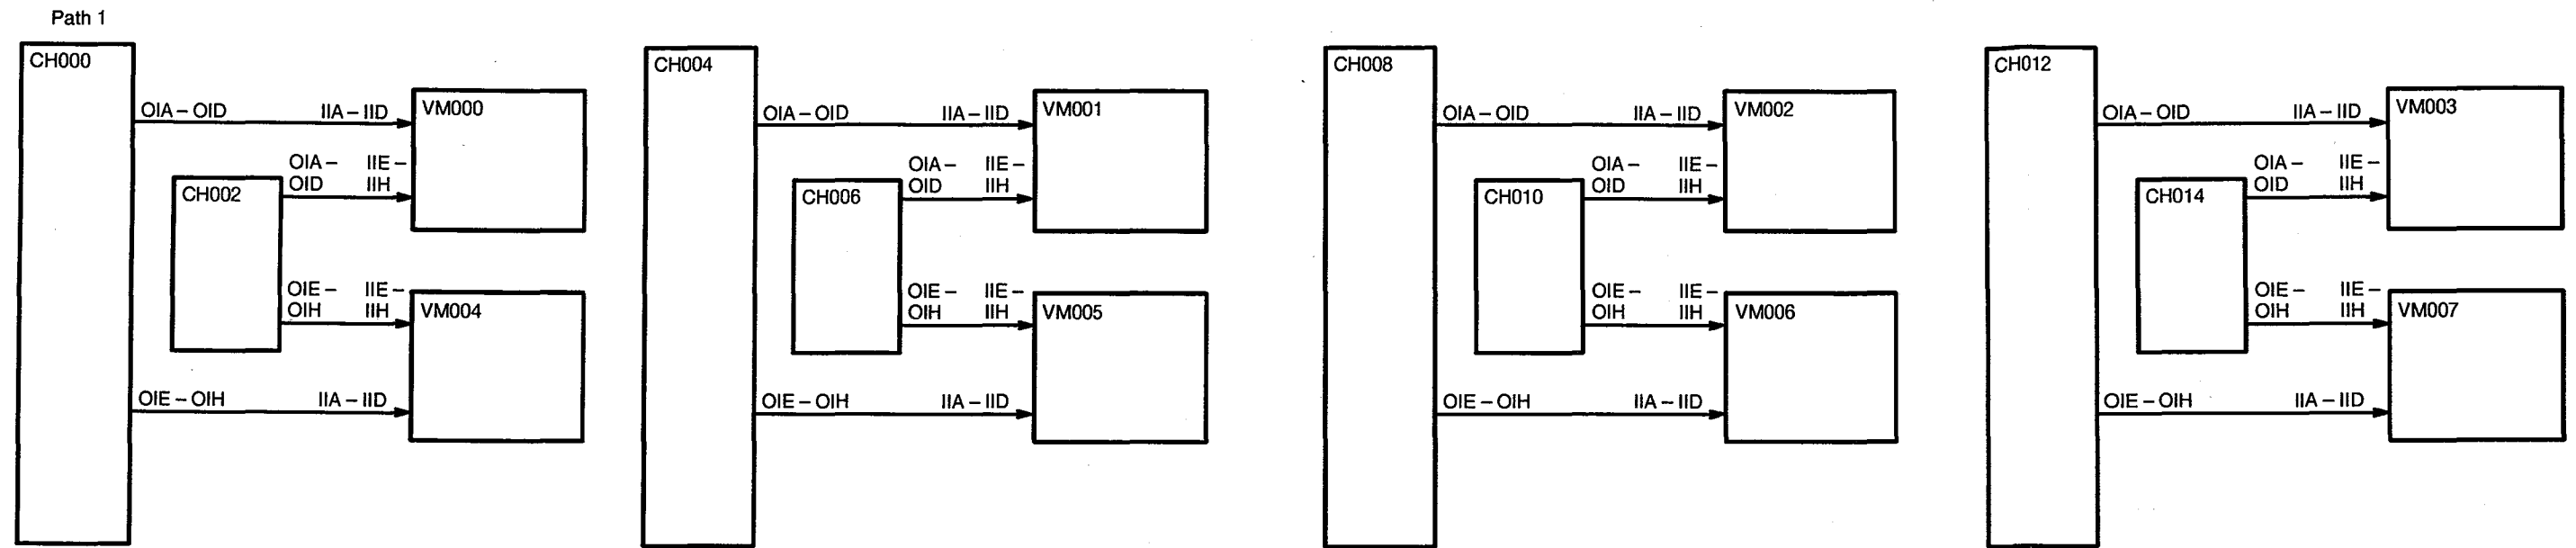 Path 1
CH000
OIA – OID IIA – IID
VM000
OIA – IIE –
OID IIH
CH002
OIE – IIE –
OIH IIH
VM004
OIE – OIH IIA – IID
CH004
OIA – OID IIA – IID
VM001
OIA – IIE –
OID IIH
CH006
OIE – IIE –
OIH IIH
VM005
OIE – OIH IIA – IID
CH008
OIA – OID IIA – IID
VM002
OIA – IIE –
OID IIH
CH010
OIE – IIE –
OIH IIH
VM006
OIE – OIH IIA – IID
CH012
OIA – OID IIA – IID
VM003
OIA – IIE –
OID IIH
CH014
OIE – IIE –
OIH IIH
VM007
OIE – OIH IIA – IID